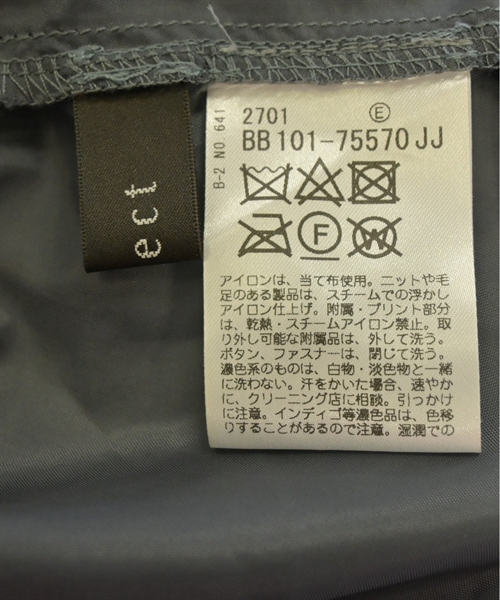 ect
B-2 NO. 641
2701 E
BB 101-75570 JJ
F W
アイロンは、当て布使用。ニットや毛
足のある製品は、スチームでの浮かし
アイロン仕上げ。附属・プリント部分
は、乾熱・スチームアイロン禁止。取
り外し可能な附属品は、外して洗う。
ボタン、ファスナーは、閉じて洗う。
濃色系のものは、白物・淡色物と一緒
に洗わない。汗をかいた場合、速やか
に、クリーニング店に相談。引っかけ
に注意。インディゴ等濃色品は、色移
りすることがあるので注意。湿潤での